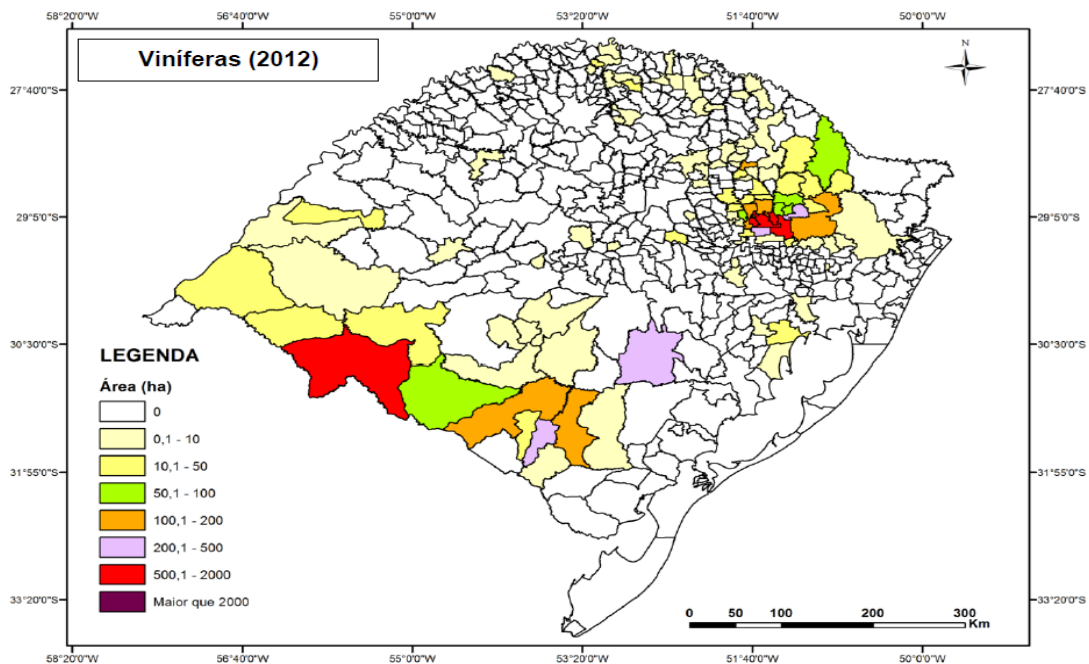 58°20'0"W 56°40'0"W 55°0'0"W 53°20'0"W 51°40'0"W 50°0'0"W
Viníferas (2012)
N
27°40'0"S 27°40'0"S
29°5'0"S 29°5'0"S
30°30'0"S 30°30'0"S
LEGENDA
Área (ha)
0
0,1 - 10
10,1 - 50
50,1 - 100
100,1 - 200
200,1 - 500
500,1 - 2000
Maior que 2000
31°55'0"S 31°55'0"S
33°20'0"S 33°20'0"S
0 50 100 200 300
Km
58°20'0"W 56°40'0"W 55°0'0"W 53°20'0"W 51°40'0"W 50°0'0"W